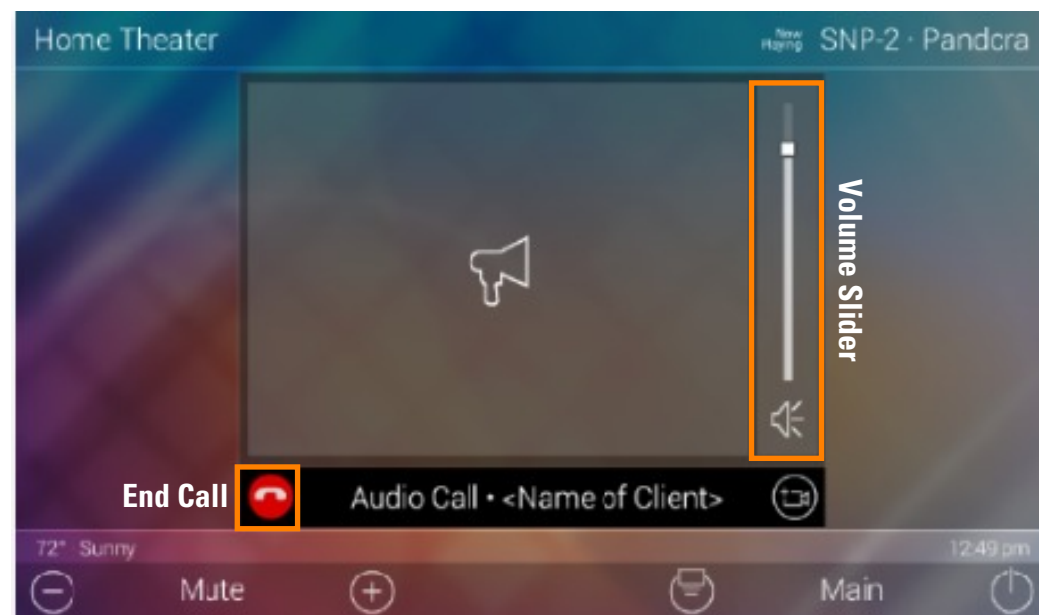 Home Theater
Now Playing SNP-2 · Pandora
Volume Slider
End Call
Audio Call • <Name of Client>
72° Sunny
12:49 pm
Mute
Main